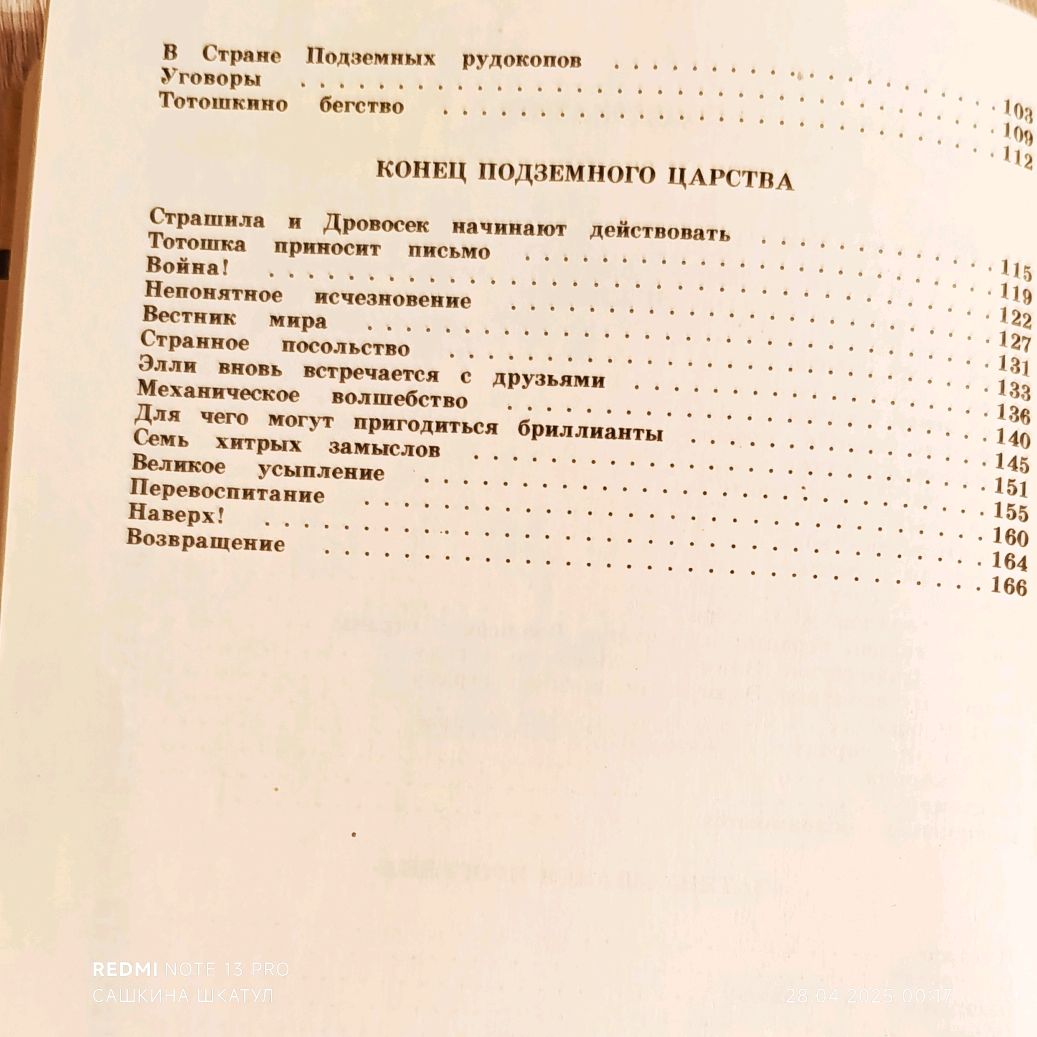 В Стране Подземных рудокопов . . . . . . . . . . . . . . . . 103
Уговоры . . . . . . . . . . . . . . . . . . . . . . . . . . . 109
Тотошкино бегство . . . . . . . . . . . . . . . . . . . . . . 112
КОНЕЦ ПОДЗЕМНОГО ЦАРСТВА
Страшила и Дровосек начинают действовать . . . . . . . . . . 115
Тотошка приносит письмо . . . . . . . . . . . . . . . . . . . 119
Война! . . . . . . . . . . . . . . . . . . . . . . . . . . . . 122
Непонятное исчезновение . . . . . . . . . . . . . . . . . . . 127
Вестник мира . . . . . . . . . . . . . . . . . . . . . . . . . 131
Странное посольство . . . . . . . . . . . . . . . . . . . . . 133
Элли вновь встречается с друзьями . . . . . . . . . . . . . . 136
Механическое волшебство . . . . . . . . . . . . . . . . . . . 140
Для чего могут пригодиться бриллианты . . . . . . . . . . . . 145
Семь хитрых замыслов . . . . . . . . . . . . . . . . . . . . . 151
Великое усыпление . . . . . . . . . . . . . . . . . . . . . . 155
Перевоспитание . . . . . . . . . . . . . . . . . . . . . . . . 160
Наверх! . . . . . . . . . . . . . . . . . . . . . . . . . . . 164
Возвращение . . . . . . . . . . . . . . . . . . . . . . . . . 166
REDMI NOTE 13 PRO
САШКИНА ШКАТУЛ 28.04.2025 00:17